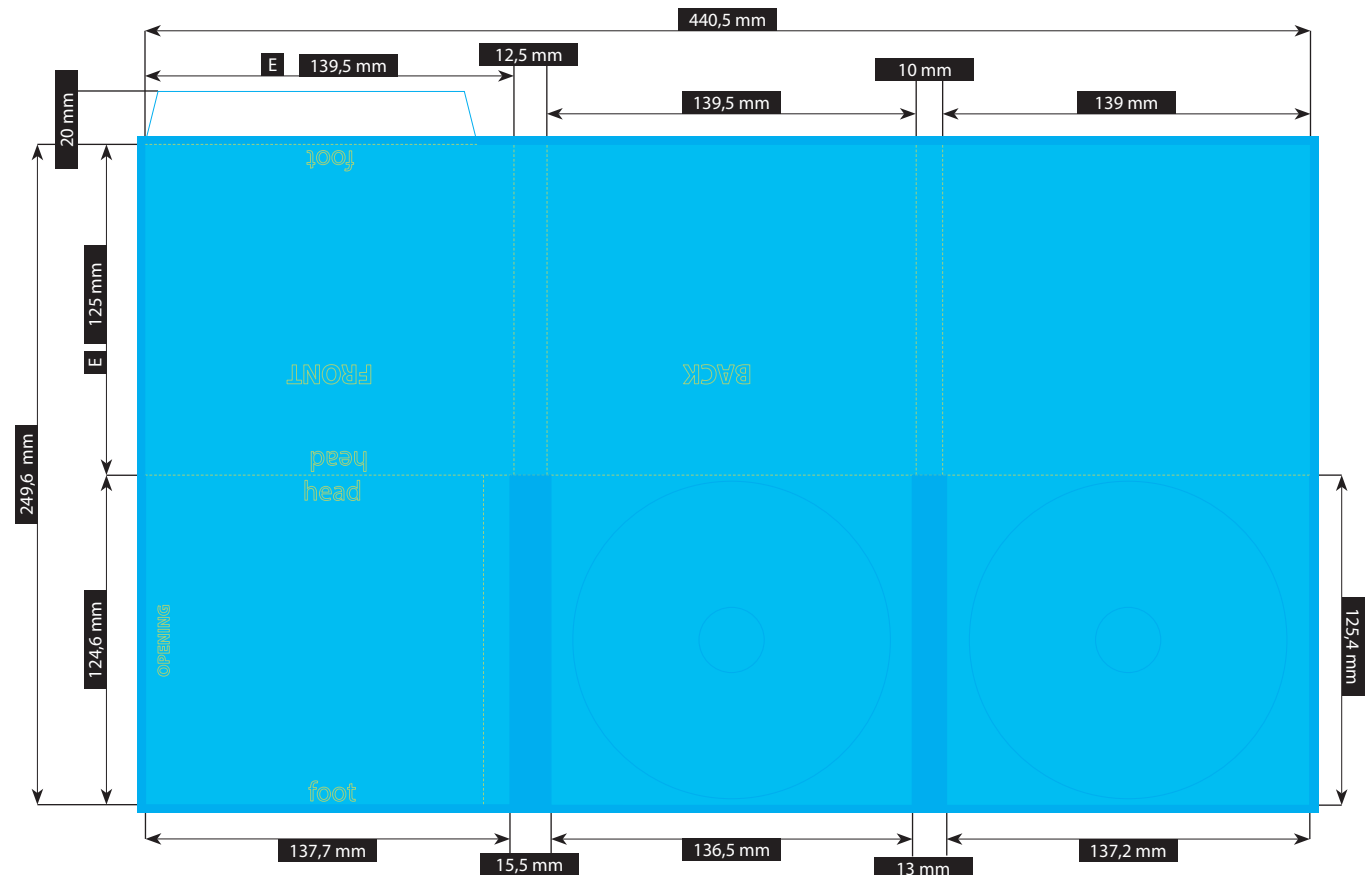 440,5 mm
12,5 mm
E 139,5 mm
10 mm
139,5 mm
139 mm
20 mm
foot
125 mm
E
FRONT
BACK
head
249,6 mm
head
124,6 mm
OPENING
125,4 mm
foot
137,7 mm
15,5 mm
136,5 mm
13 mm
137,2 mm